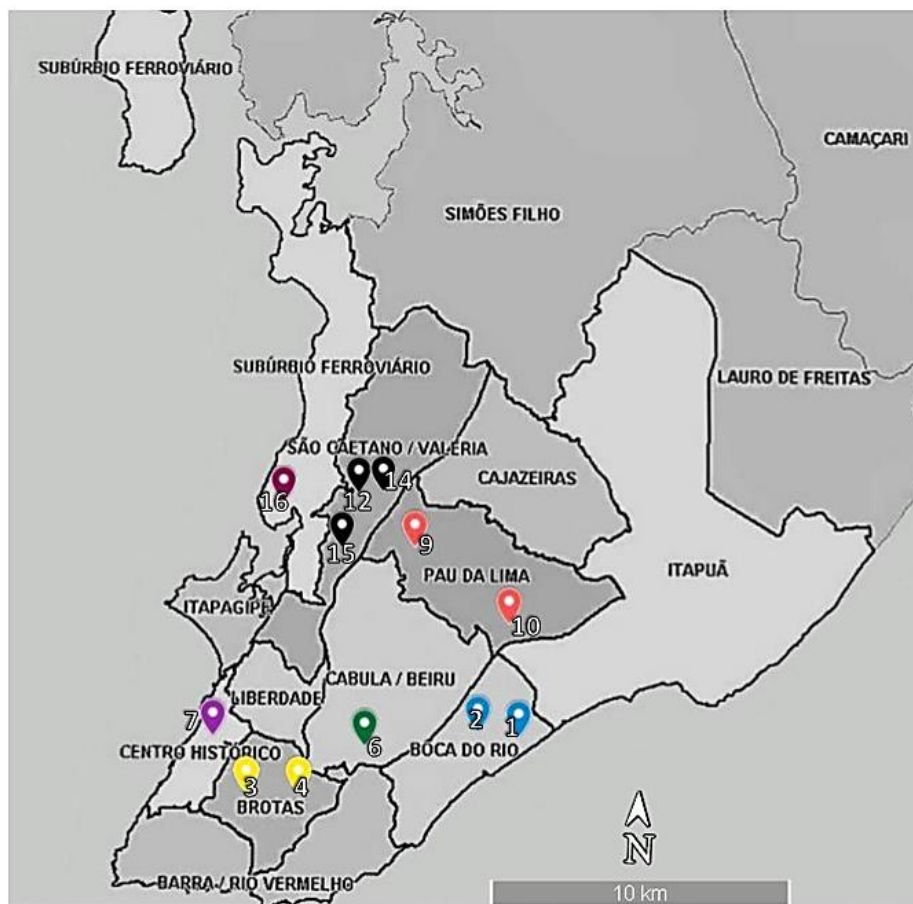 SUBÚRBIO FERROVIÁRIO
CAMAÇARI
SIMÕES FILHO
SUBÚRBIO FERROVIÁRIO
LAURO DE FREITAS
SÃO CAETANO / VALÉRIA
CAJAZEIRAS
16
12
14
15
9
ITAPUÃ
PAU DA LIMA
ITAPAGIPE
10
CABULA / BEIRU
LIBERDADE
7
2
1
6
CENTRO HISTÓRICO
BOCA DO RIO
3
4
BROTAS
N
BARRA / RIO VERMELHO
10 km